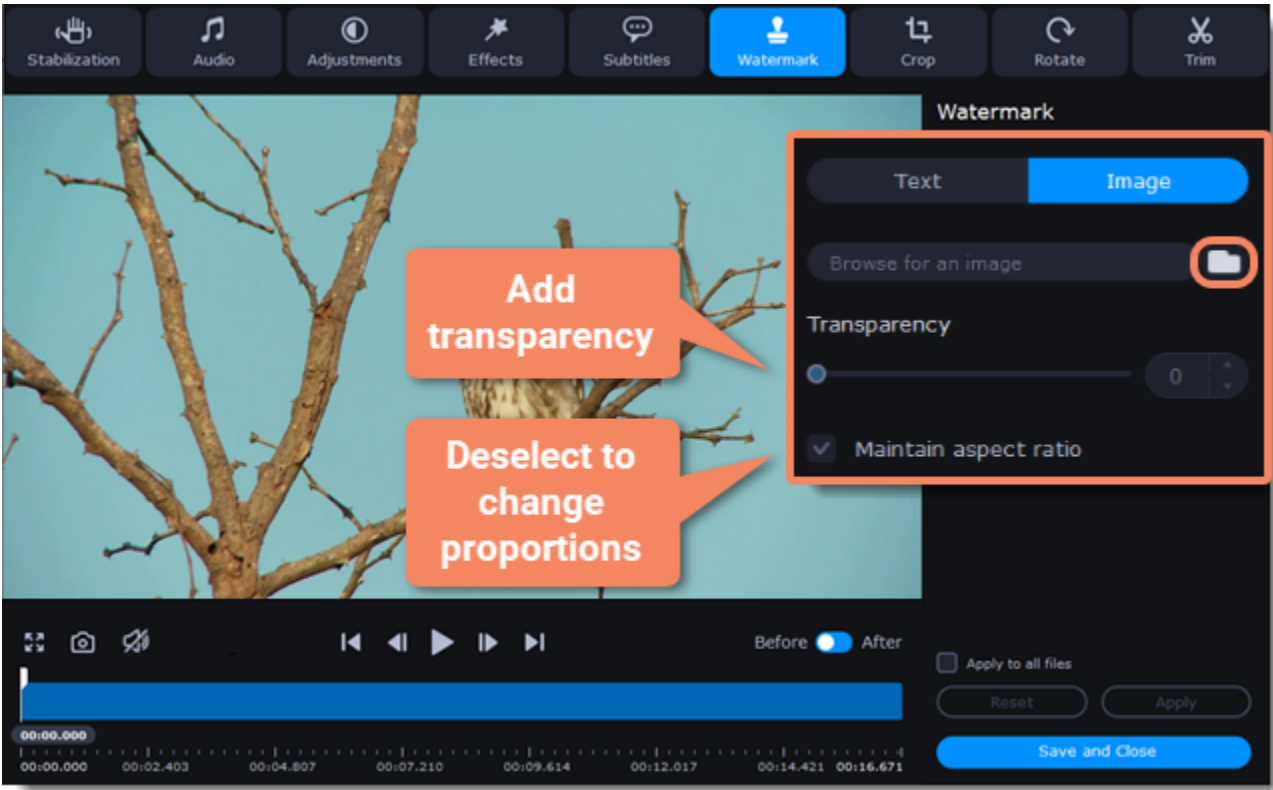 Stabilization
Audio
Adjustments
Effects
Subtitles
Watermark
Crop
Rotate
Trim
Watermark
Text
Image
Browse for an image
Add
transparency
Transparency
0
Deselect to
change
proportions
Maintain aspect ratio
Before
After
Apply to all files
Reset
Apply
Save and Close
00:00.000
00:00.000 00:02.403 00:04.807 00:07.210 00:09.614 00:12.017 00:14.421 00:16.671